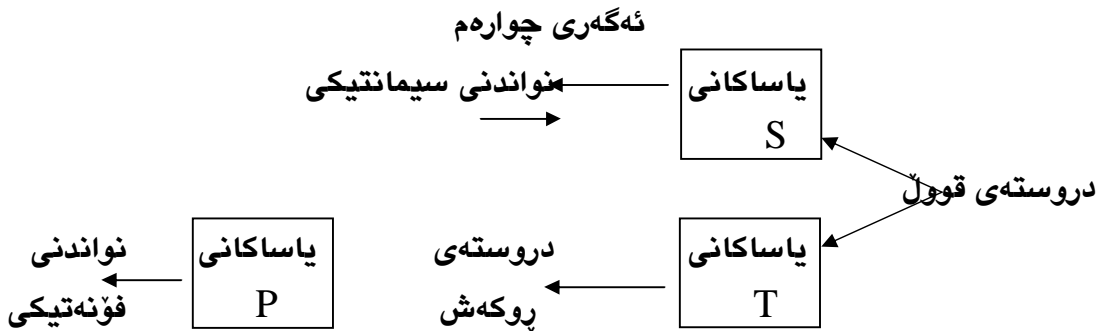 ئەگەری چوارەم
یاساکانی
S
نواندنی سیمانتیکی
دروستەی قووڵ
یاساکانی
T
دروستەی
ڕوکەش
یاساکانی
P
نواندنی
فۆنەتیکی